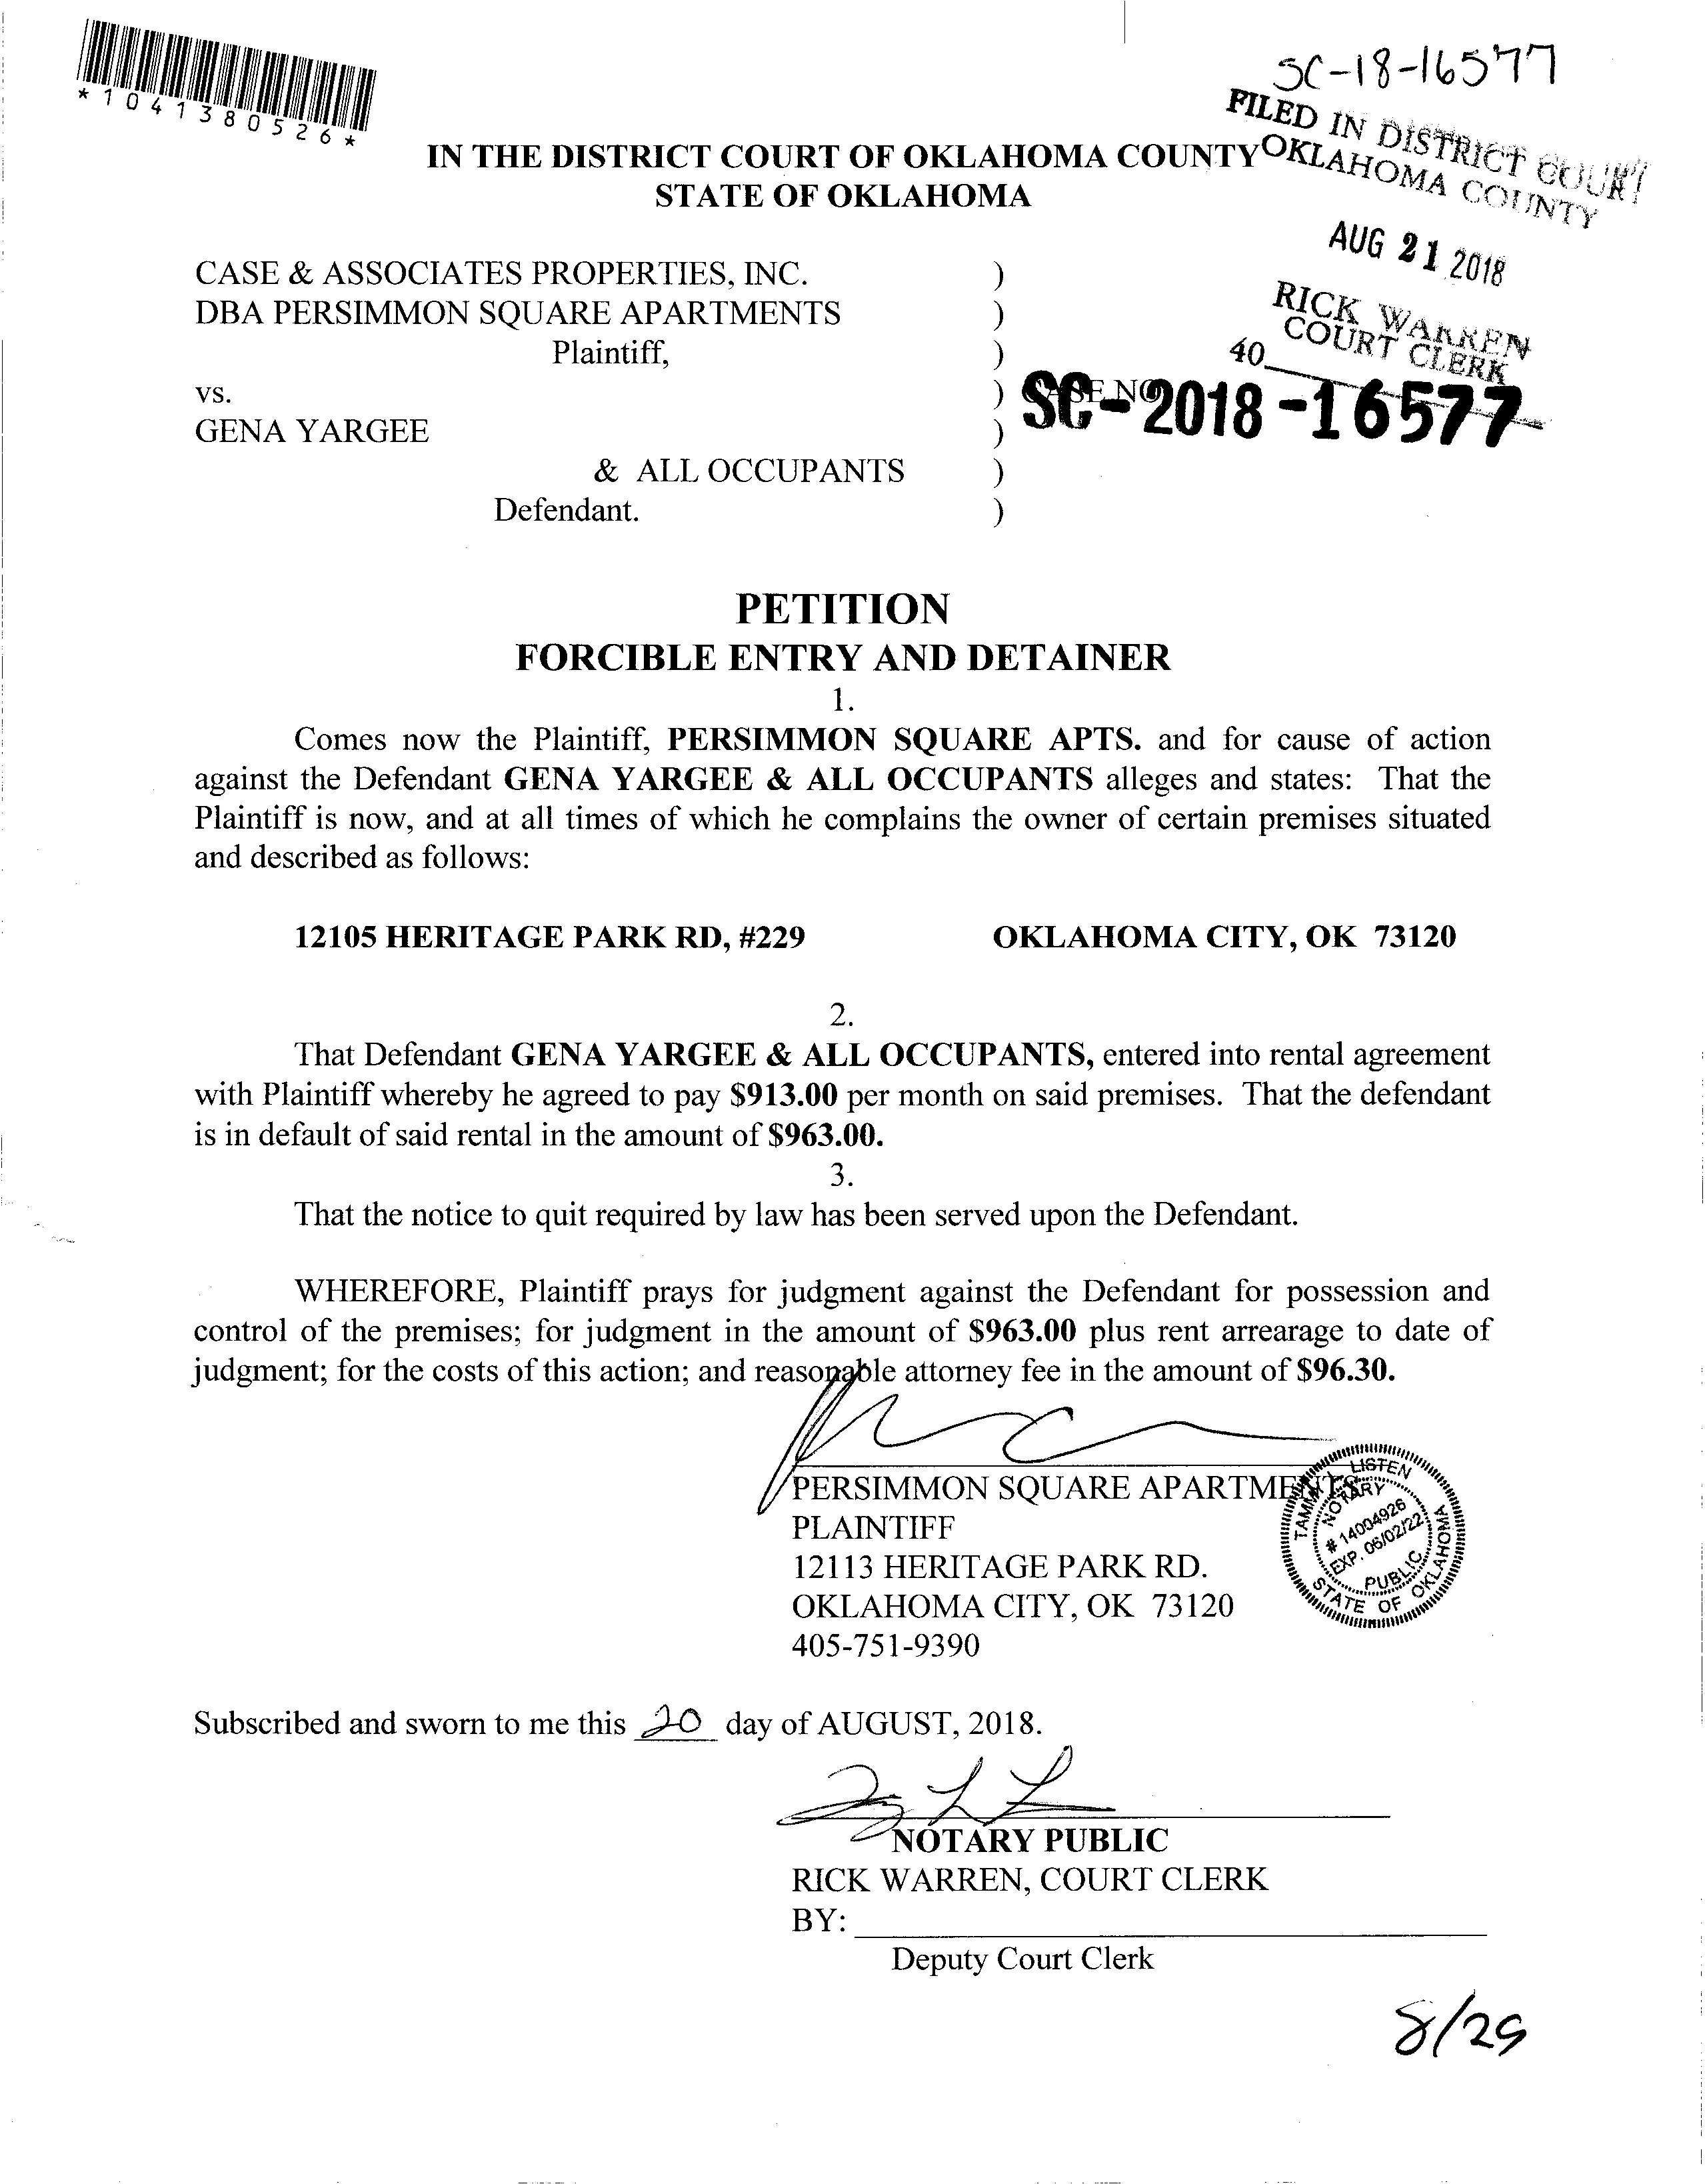 SC-18-16577
*1041380526*
FILED IN DISTRICT COURT
OKLAHOMA COUNTY
IN THE DISTRICT COURT OF OKLAHOMA COUNTY
STATE OF OKLAHOMA
AUG 21 2018
RICK WARREN
COURT CLERK
40
CASE & ASSOCIATES PROPERTIES, INC. )
DBA PERSIMMON SQUARE APARTMENTS )
Plaintiff, )
vs. ) CASE NO
SC-2018-16577
GENA YARGEE )
& ALL OCCUPANTS )
Defendant. )
PETITION
FORCIBLE ENTRY AND DETAINER
1.
Comes now the Plaintiff, PERSIMMON SQUARE APTS. and for cause of action
against the Defendant GENA YARGEE & ALL OCCUPANTS alleges and states: That the
Plaintiff is now, and at all times of which he complains the owner of certain premises situated
and described as follows:
12105 HERITAGE PARK RD, #229 OKLAHOMA CITY, OK 73120
2.
That Defendant GENA YARGEE & ALL OCCUPANTS, entered into rental agreement
with Plaintiff whereby he agreed to pay $913.00 per month on said premises. That the defendant
is in default of said rental in the amount of $963.00.
3.
That the notice to quit required by law has been served upon the Defendant.
WHEREFORE, Plaintiff prays for judgment against the Defendant for possession and
control of the premises; for judgment in the amount of $963.00 plus rent arrearage to date of
judgment; for the costs of this action; and reasonable attorney fee in the amount of $96.30.
PERSIMMON SQUARE APARTMENTS
PLAINTIFF
12113 HERITAGE PARK RD.
OKLAHOMA CITY, OK 73120
405-751-9390
LISTEN
NOTARY
# 14004926
EXP. 06/02/22
PUBLIC
STATE OF OKLAHOMA
Subscribed and sworn to me this 20 day of AUGUST, 2018.
NOTARY PUBLIC
RICK WARREN, COURT CLERK
BY:
Deputy Court Clerk
8/29